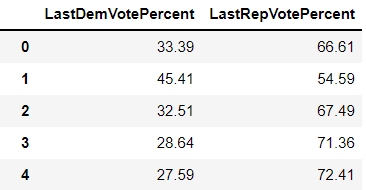 LastDemVotePercent LastRepVotePercent
0 33.39 66.61
1 45.41 54.59
2 32.51 67.49
3 28.64 71.36
4 27.59 72.41